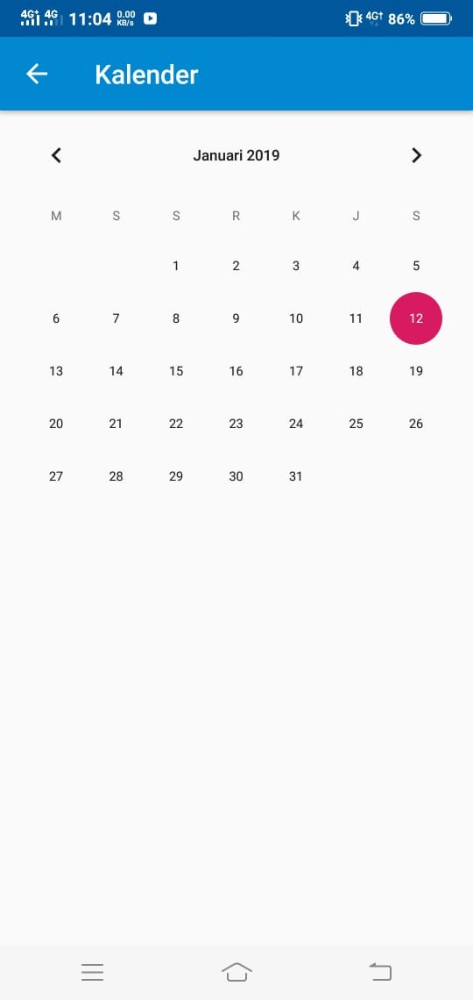 4G+ 4G 11:04 0.00 KB/s 4G+ 86%
Kalender
Januari 2019
M S S R K J S
1 2 3 4 5
6 7 8 9 10 11 12
13 14 15 16 17 18 19
20 21 22 23 24 25 26
27 28 29 30 31